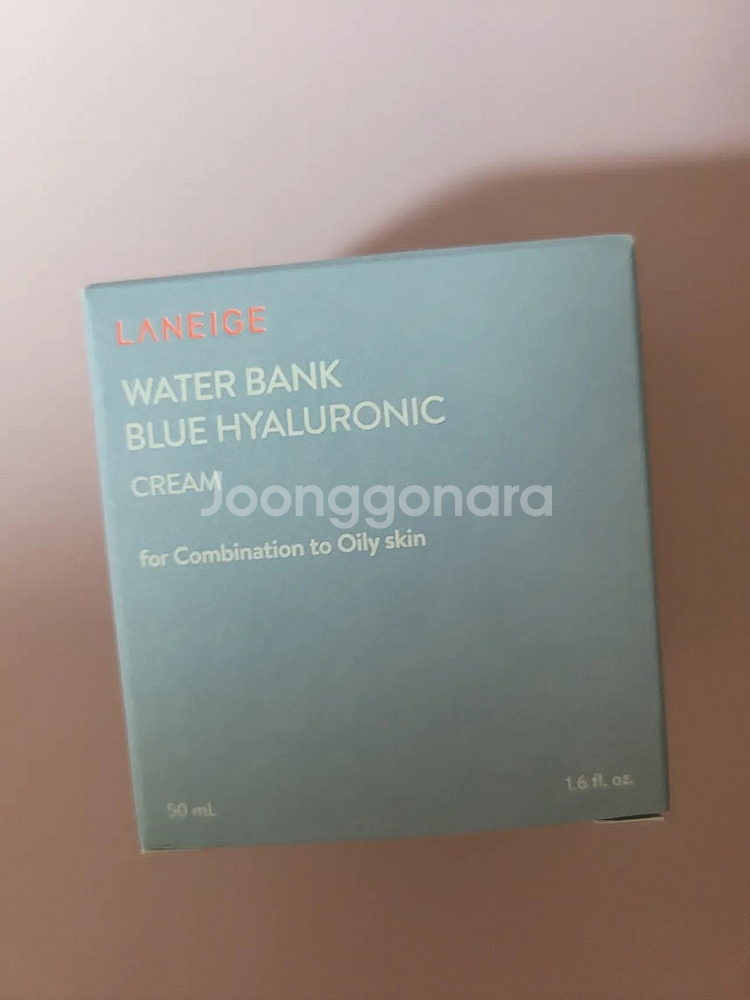 LANEIGE
WATER BANK
BLUE HYALURONIC
CREAM
Joonggonara
for Combination to Oily skin
50 mL
1.6 fl. oz.